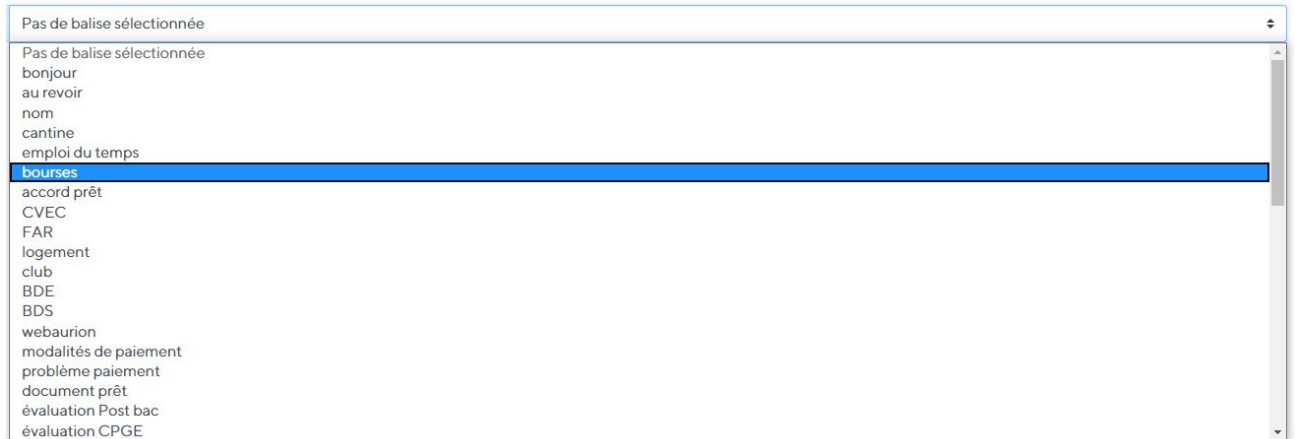 Pas de balise sélectionnée
Pas de balise sélectionnée
bonjour
au revoir
nom
cantine
emploi du temps
bourses
accord prêt
CVEC
FAR
logement
club
BDE
BDS
webaurion
modalités de paiement
problème paiement
document prêt
évaluation Post bac
évaluation CPGE